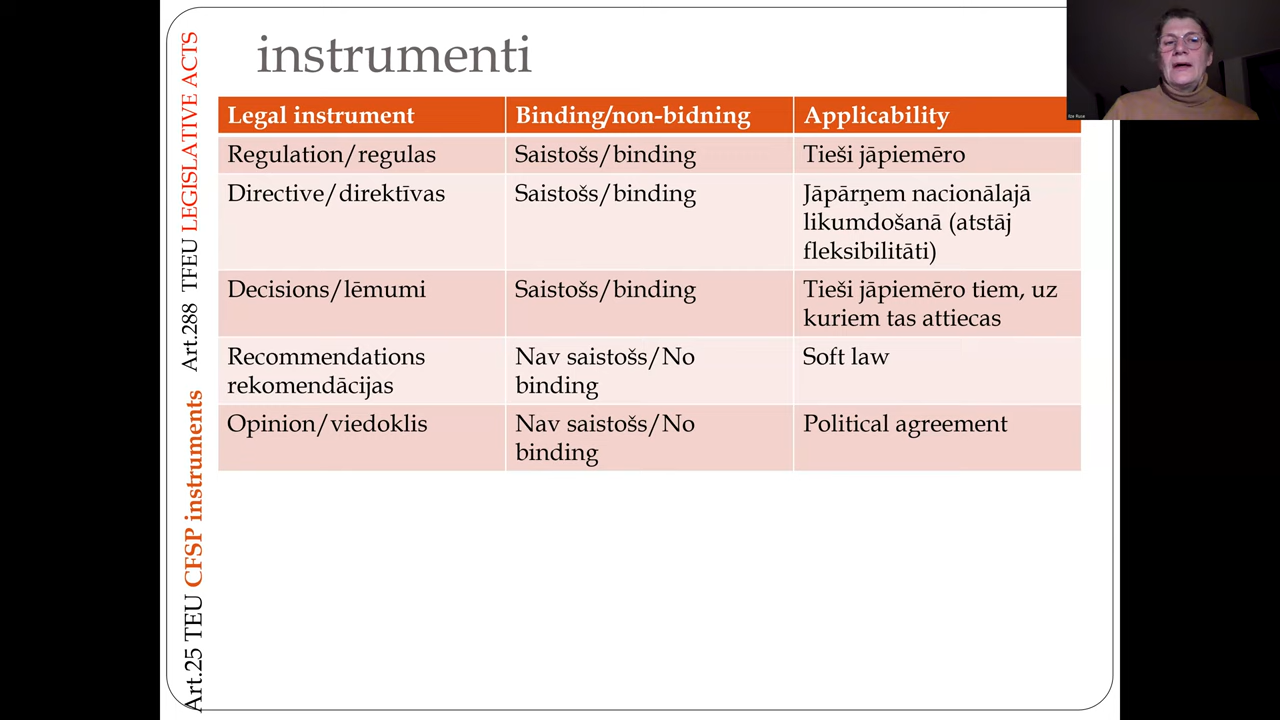 instrumenti
Art.288 TFEU LEGISLATIVE ACTS
Art.25 TEU CFSP instruments
Legal instrument
Binding/non-bidning
Applicability
Regulation/regulas
Saistošs/binding
Tieši jāpiemēro
Directive/direktīvas
Saistošs/binding
Jāpārņem nacionālajā
likumdošanā (atstāj
fleksibilitāti)
Decisions/lēmumi
Saistošs/binding
Tieši jāpiemēro tiem, uz
kuriem tas attiecas
Recommendations
rekomendācijas
Nav saistošs/No
binding
Soft law
Opinion/viedoklis
Nav saistošs/No
binding
Political agreement